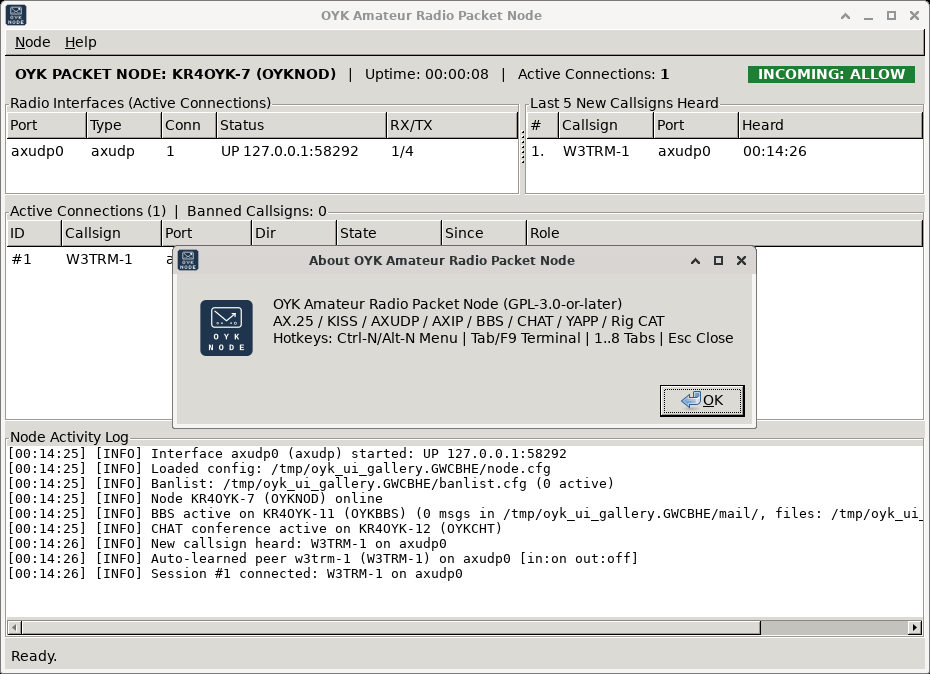 OYK NODE
OYK Amateur Radio Packet Node
Node Help
OYK PACKET NODE: KR4OYK-7 (OYKNOD) | Uptime: 00:00:08 | Active Connections: 1 INCOMING: ALLOW
Radio Interfaces (Active Connections)
Port Type Conn Status RX/TX
axudp0 axudp 1 UP 127.0.0.1:58292 1/4
Last 5 New Callsigns Heard
# Callsign Port Heard
1. W3TRM-1 axudp0 00:14:26
Active Connections (1) | Banned Callsigns: 0
ID Callsign Port Dir State Since Role
#1 W3TRM-1 a
About OYK Amateur Radio Packet Node
OYK
NODE
OYK Amateur Radio Packet Node (GPL-3.0-or-later)
AX.25 / KISS / AXUDP / AXIP / BBS / CHAT / YAPP / Rig CAT
Hotkeys: Ctrl-N/Alt-N Menu | Tab/F9 Terminal | 1..8 Tabs | Esc Close
OK
Node Activity Log
[00:14:25] [INFO] Interface axudp0 (axudp) started: UP 127.0.0.1:58292
[00:14:25] [INFO] Loaded config: /tmp/oyk_ui_gallery.GWCBHE/node.cfg
[00:14:25] [INFO] Banlist: /tmp/oyk_ui_gallery.GWCBHE/banlist.cfg (0 active)
[00:14:25] [INFO] Node KR4OYK-7 (OYKNOD) online
[00:14:25] [INFO] BBS active on KR4OYK-11 (OYKBBS) (0 msgs in /tmp/oyk_ui_gallery.GWCBHE/mail/, files: /tmp/oyk_ui_
[00:14:25] [INFO] CHAT conference active on KR4OYK-12 (OYKCHT)
[00:14:26] [INFO] New callsign heard: W3TRM-1 on axudp0
[00:14:26] [INFO] Auto-learned peer w3trm-1 (W3TRM-1) on axudp0 [in:on out:off]
[00:14:26] [INFO] Session #1 connected: W3TRM-1 on axudp0
Ready.